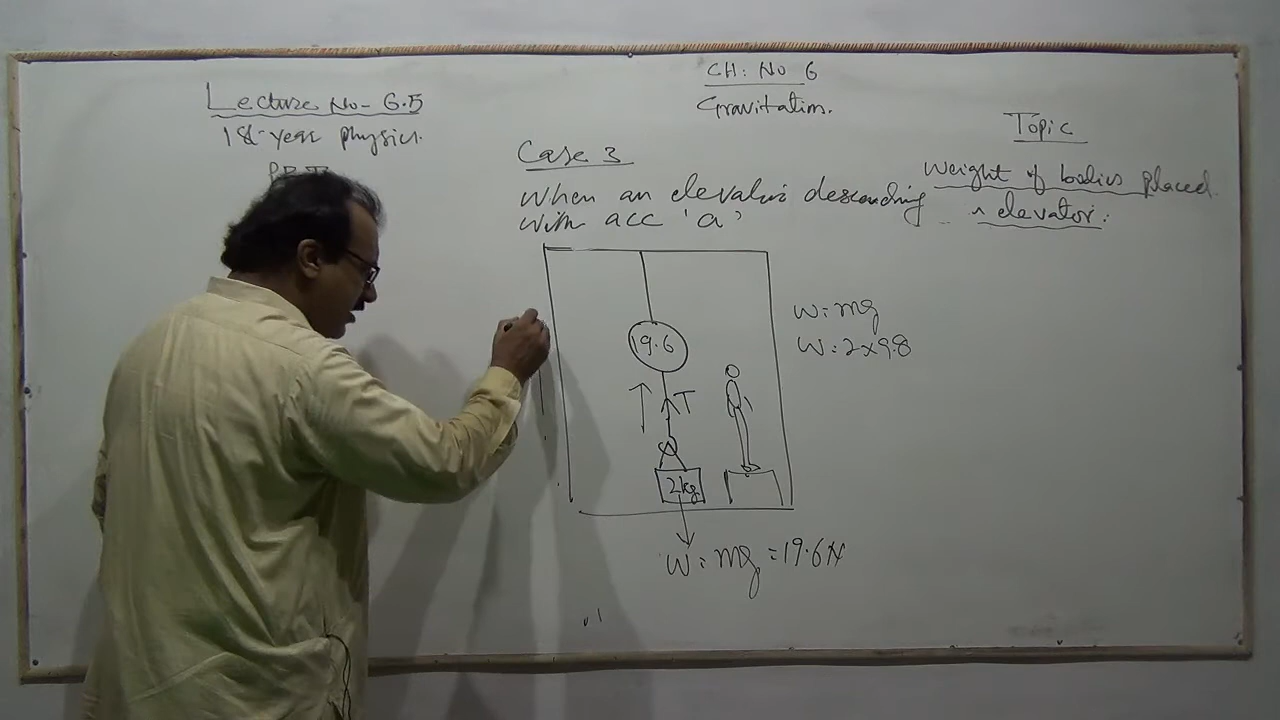 Lecture No- 6.5
1st-year physics.
CH: No 6
Gravitation.
Topic
Weight of bodies placed
elevator.
Case 3
When an elevator descending
with acc 'a'
19.6
T
2kg
W = mg = 19.6N
W = mg
W = 2x9.8